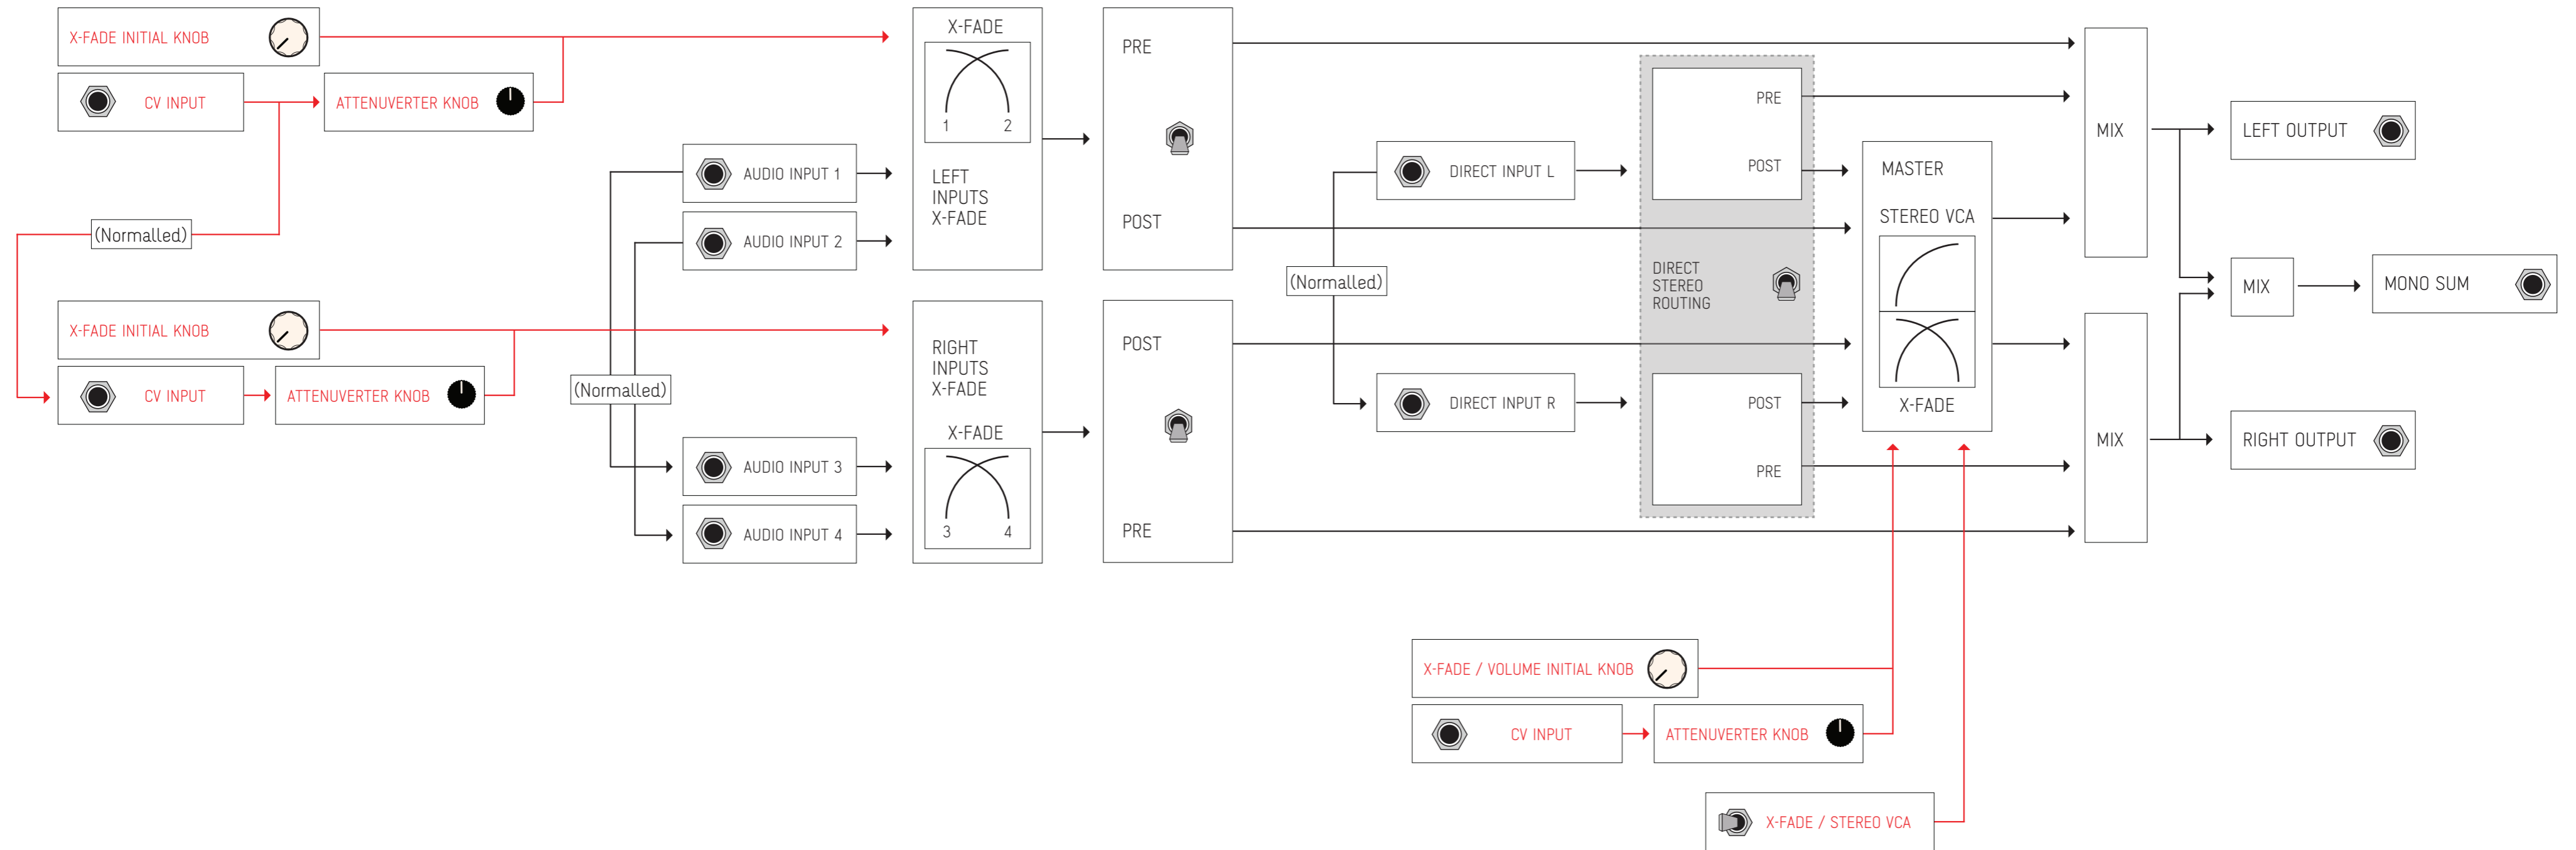 X-FADE INITIAL KNOB
CV INPUT
ATTENUVERTER KNOB
(Normalled)
X-FADE INITIAL KNOB
CV INPUT
ATTENUVERTER KNOB
AUDIO INPUT 1
AUDIO INPUT 2
(Normalled)
AUDIO INPUT 3
AUDIO INPUT 4
X-FADE
1 2
LEFT
INPUTS
X-FADE
RIGHT
INPUTS
X-FADE
X-FADE
3 4
PRE
POST
POST
PRE
DIRECT INPUT L
(Normalled)
DIRECT INPUT R
PRE
POST
DIRECT
STEREO
ROUTING
POST
PRE
MASTER
STEREO VCA
X-FADE
X-FADE / VOLUME INITIAL KNOB
CV INPUT
ATTENUVERTER KNOB
X-FADE / STEREO VCA
MIX
MIX
LEFT OUTPUT
MIX
MONO SUM
RIGHT OUTPUT